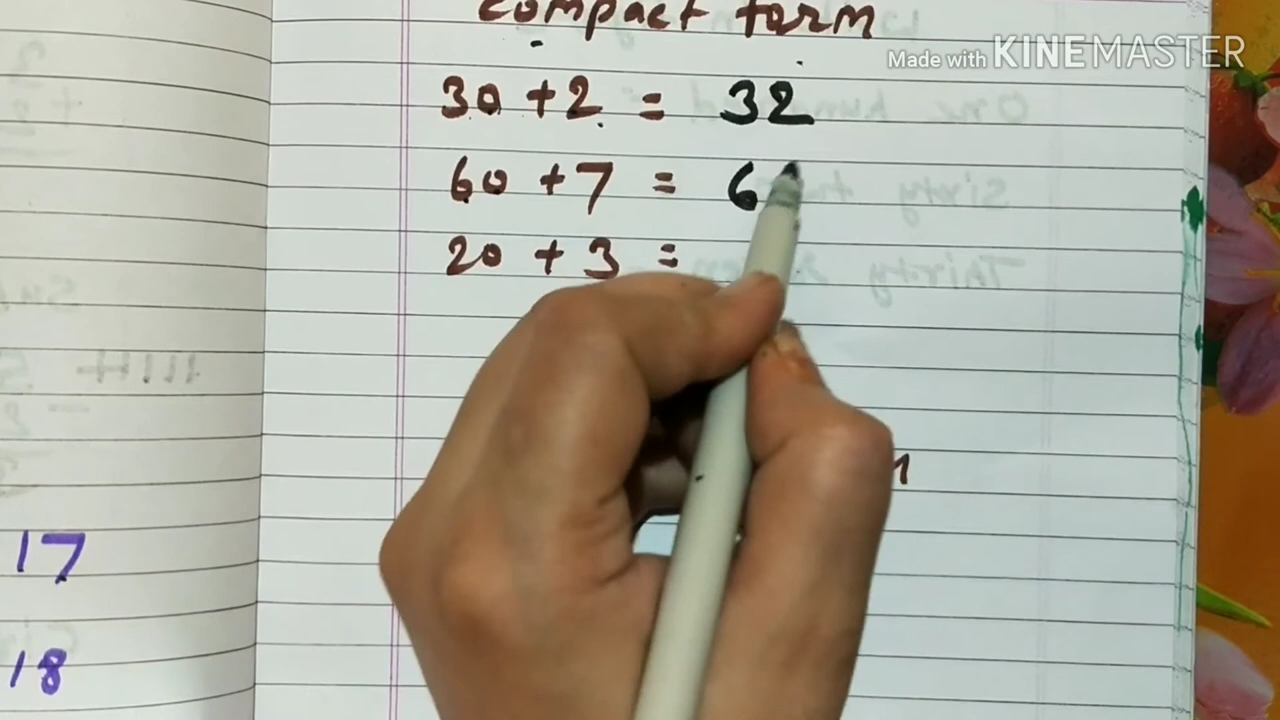 compact form
Made with KINEMASTER
30 + 2 = 32
60 + 7 = 6
20 + 3 =
17
18